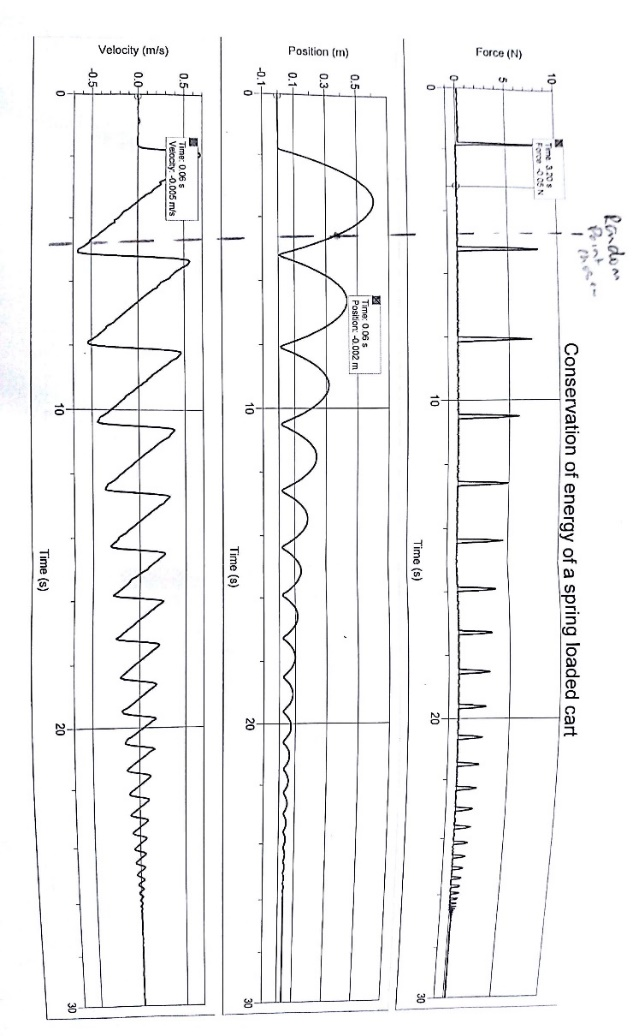 Random
Point
chosen
Conservation of energy of a spring loaded cart
Force (N)
10
5
0
Time: 3.20 s
Force: -0.05 N
0
10
20
30
Time (s)
Position (m)
0.5
0.3
0.1
-0.1
Time: 0.06 s
Position: -0.002 m
0
10
20
30
Time (s)
Velocity (m/s)
0.5
0.0
-0.5
Time: 0.06 s
Velocity: -0.005 m/s
0
10
20
30
Time (s)